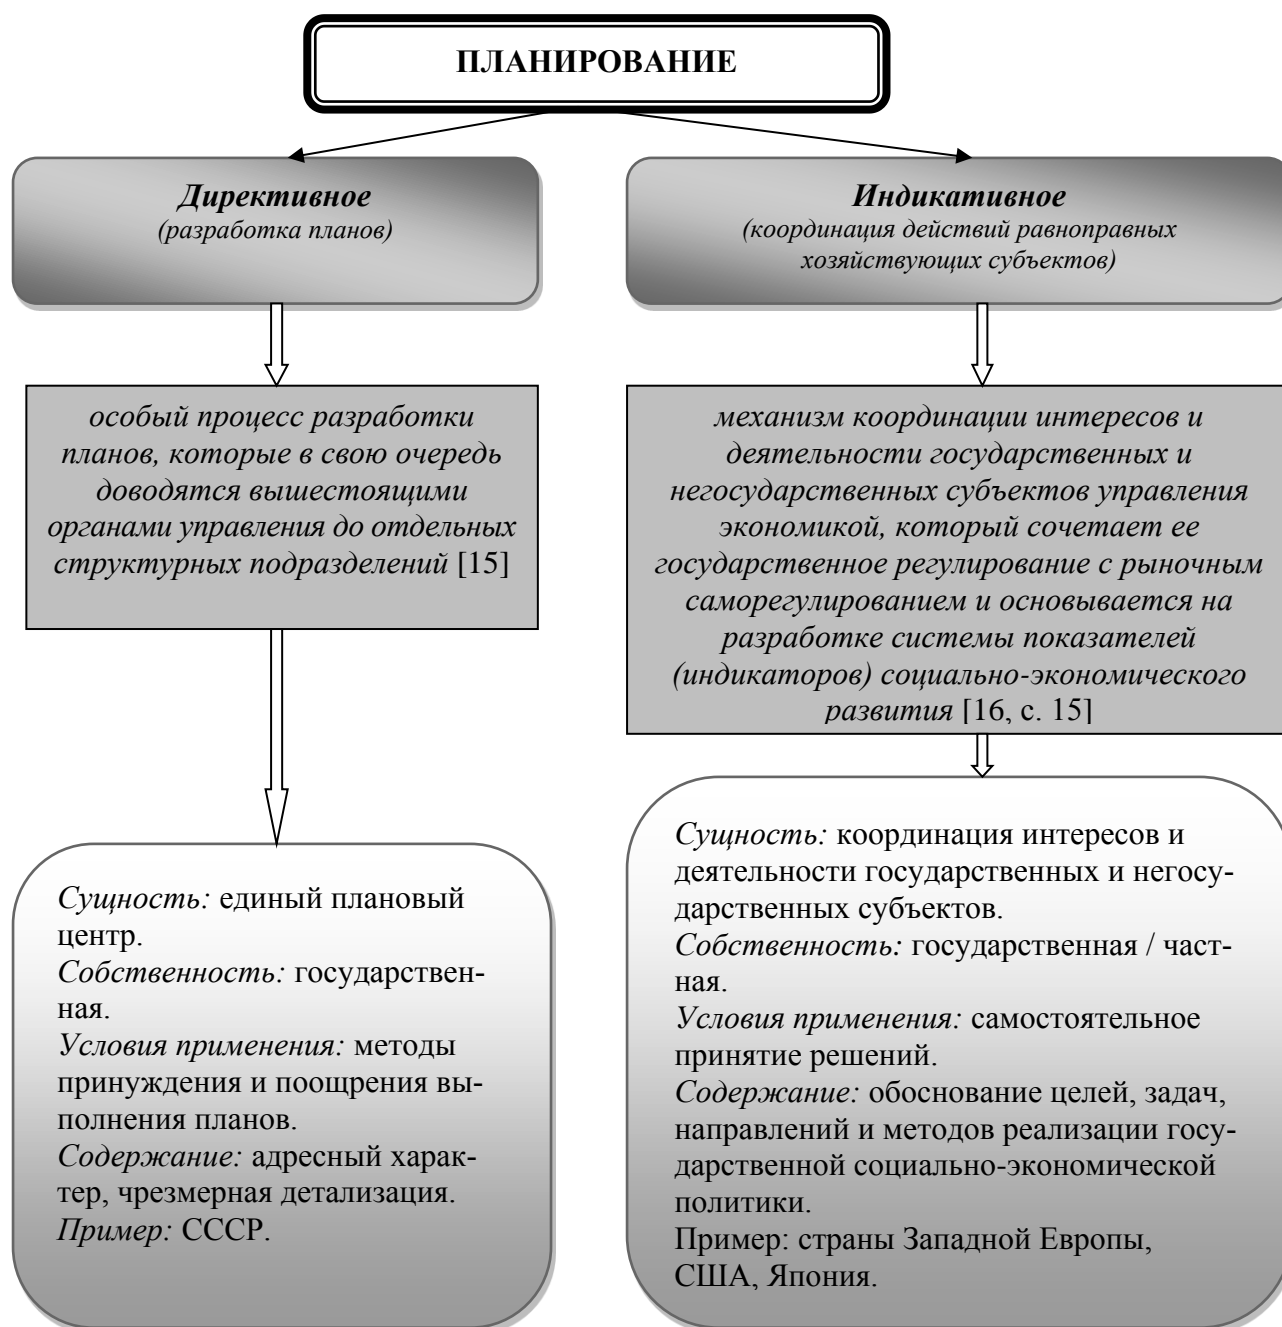 ПЛАНИРОВАНИЕ
Директивное
(разработка планов)
Индикативное
(координация действий равноправных
хозяйствующих субъектов)
особый процесс разработки
планов, которые в свою очередь
доводятся вышестоящими
органами управления до отдельных
структурных подразделений [15]
механизм координации интересов и
деятельности государственных и
негосударственных субъектов управления
экономикой, который сочетает ее
государственное регулирование с рыночным
саморегулированием и основывается на
разработке системы показателей
(индикаторов) социально-экономического
развития [16, с. 15]
Сущность: единый плановый
центр.
Собственность: государствен-
ная.
Условия применения: методы
принуждения и поощрения вы-
полнения планов.
Содержание: адресный харак-
тер, чрезмерная детализация.
Пример: СССР.
Сущность: координация интересов и
деятельности государственных и негосу-
дарственных субъектов.
Собственность: государственная / част-
ная.
Условия применения: самостоятельное
принятие решений.
Содержание: обоснование целей, задач,
направлений и методов реализации госу-
дарственной социально-экономической
политики.
Пример: страны Западной Европы,
США, Япония.